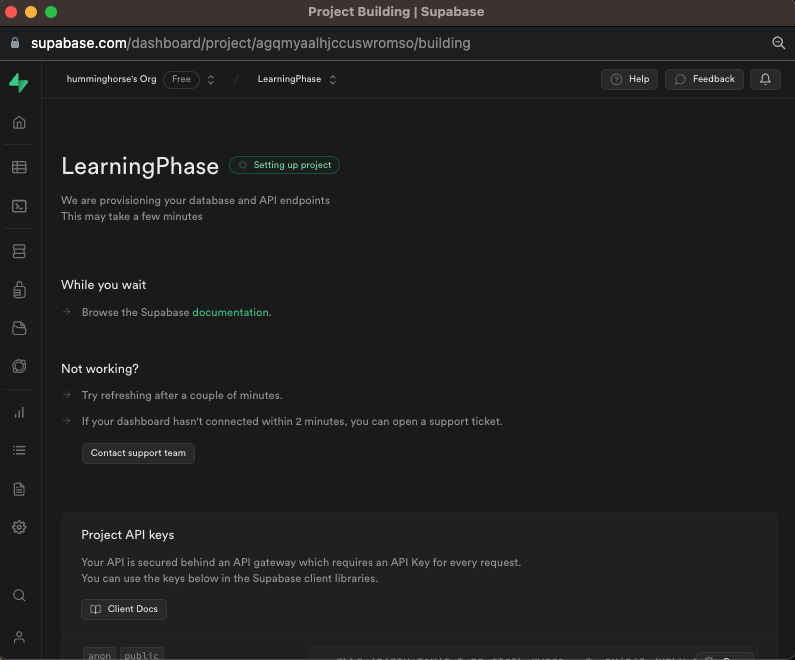 Project Building | Supabase
supabase.com/dashboard/project/agqmyaalhjccuswromso/building
humminghorse's Org Free / LearningPhase Help Feedback
LearningPhase Setting up project
We are provisioning your database and API endpoints
This may take a few minutes
While you wait
Browse the Supabase documentation.
Not working?
Try refreshing after a couple of minutes.
If your dashboard hasn't connected within 2 minutes, you can open a support ticket.
Contact support team
Project API keys
Your API is secured behind an API gateway which requires an API Key for every request.
You can use the keys below in the Supabase client libraries.
Client Docs
anon public